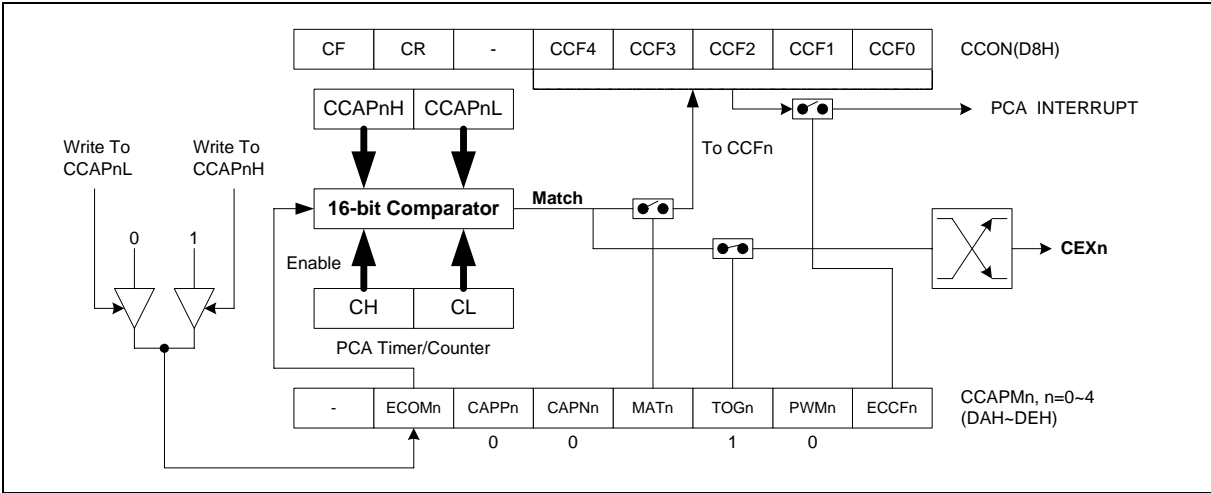 CF CR - CCF4 CCF3 CCF2 CCF1 CCF0 CCON(D8H)
CCAPnH CCAPnL
PCA INTERRUPT
To CCFn
Write To
CCAPnL
Write To
CCAPnH
16-bit Comparator
Match
0 1
Enable
CEXn
CH CL
PCA Timer/Counter
- ECOMn CAPPn CAPNn MATn TOGn PWMn ECCFn
CCAPMn, n=0~4
(DAH~DEH)
0 0 1 0